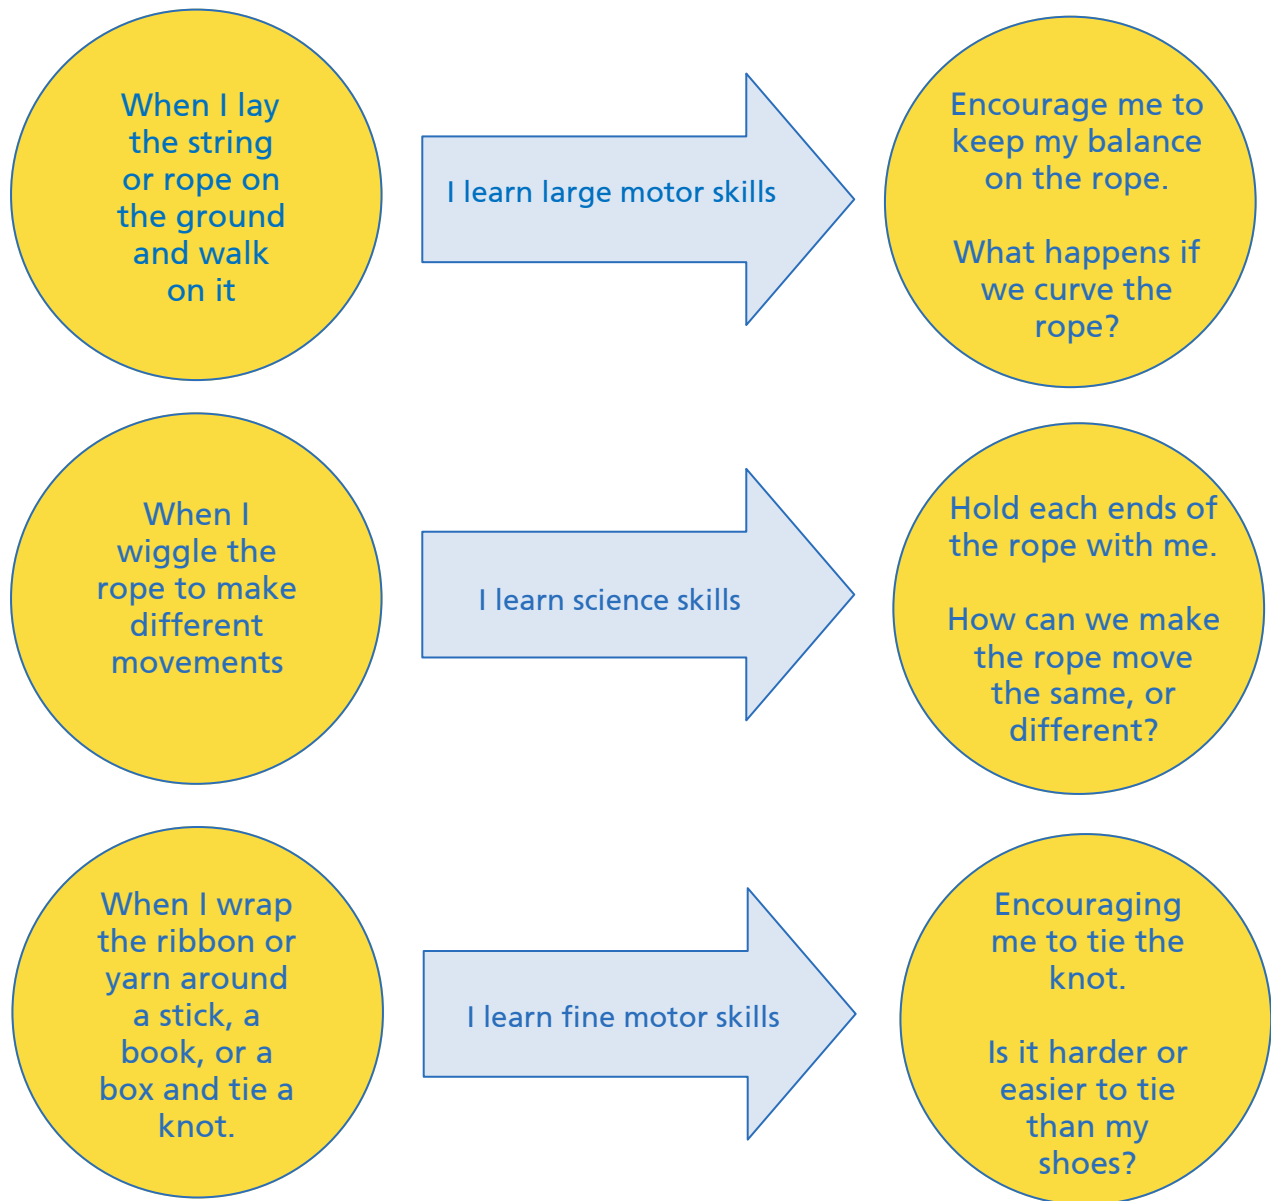 When I lay
the string
or rope on
the ground
and walk
on it
I learn large motor skills
Encourage me to
keep my balance
on the rope.
What happens if
we curve the
rope?
When I
wiggle the
rope to make
different
movements
I learn science skills
Hold each ends of
the rope with me.
How can we make
the rope move
the same, or
different?
When I wrap
the ribbon or
yarn around
a stick, a
book, or a
box and tie a
knot.
I learn fine motor skills
Encouraging
me to tie the
knot.
Is it harder or
easier to tie
than my
shoes?